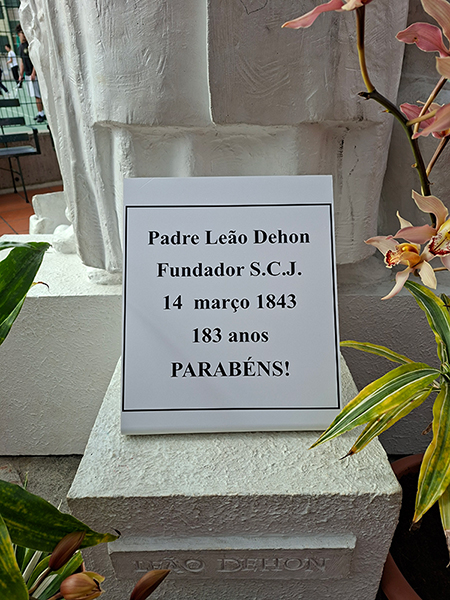 Padre Leão Dehon
Fundador S.C.J.
14 março 1843
183 anos
PARABÉNS!
LEÃO DEHON